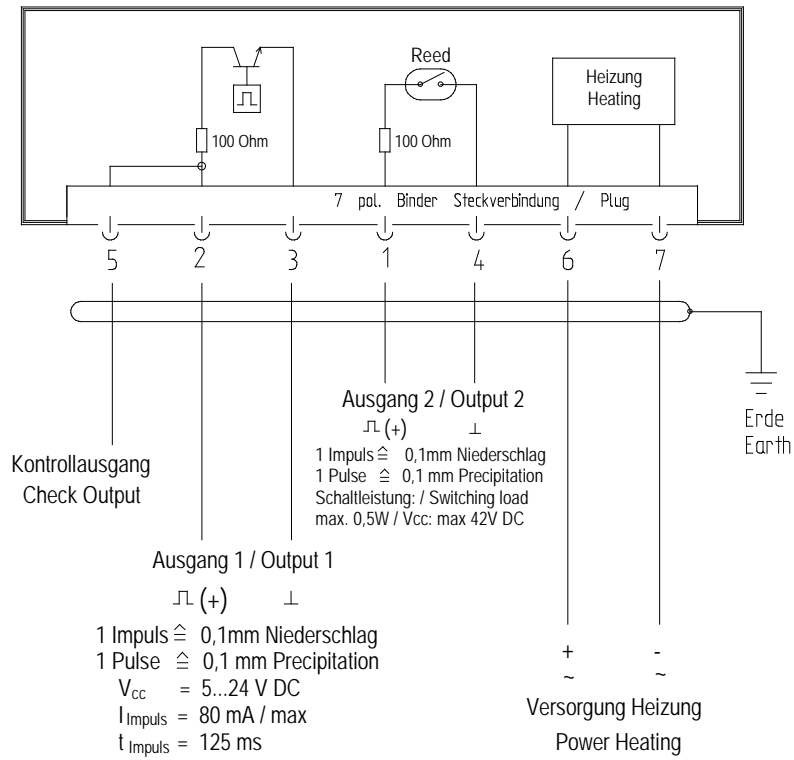 Reed
Heizung
Heating
100 Ohm
100 Ohm
7 pol. Binder Steckverbindung / Plug
5 2 3 1 4 6 7
Erde
Earth
Ausgang 2 / Output 2
⎍ (+) ⊥
1 Impuls ≙ 0,1mm Niederschlag
1 Pulse ≙ 0,1 mm Precipitation
Schaltleistung: / Switching load
max. 0,5W / Vcc: max 42V DC
Kontrollausgang
Check Output
Ausgang 1 / Output 1
⎍ (+) ⊥
1 Impuls ≙ 0,1mm Niederschlag
1 Pulse ≙ 0,1 mm Precipitation
Vcc = 5...24 V DC
I Impuls = 80 mA / max
t Impuls = 125 ms
+ -
~ ~
Versorgung Heizung
Power Heating